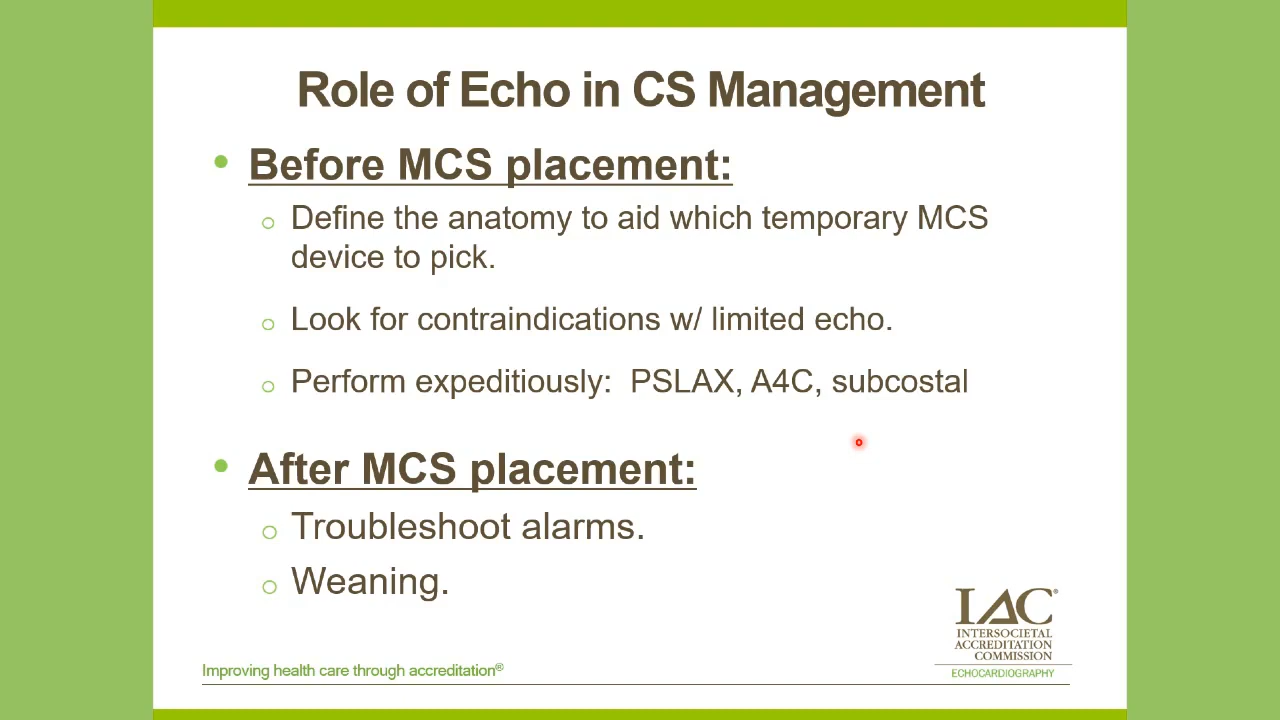 Role of Echo in CS Management
• Before MCS placement:
o Define the anatomy to aid which temporary MCS
device to pick.
o Look for contraindications w/ limited echo.
o Perform expeditiously:  PSLAX, A4C, subcostal
• After MCS placement:
o Troubleshoot alarms.
o Weaning.
IAC®
INTERSOCIETAL
ACCREDITATION
COMMISSION
ECHOCARDIOGRAPHY
Improving health care through accreditation®